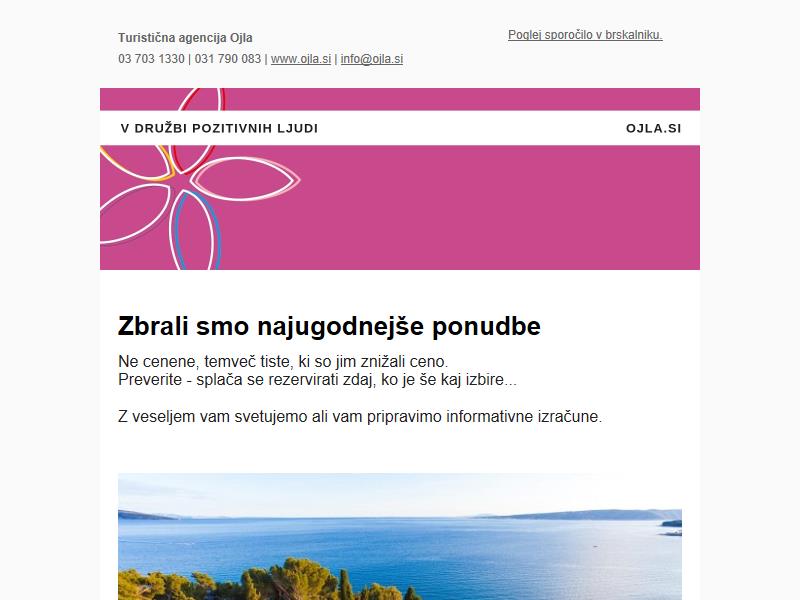 Turistična agencija Ojla
Poglej sporočilo v brskalniku.
03 703 1330 | 031 790 083 | www.ojla.si | info@ojla.si
V DRUŽBI POZITIVNIH LJUDI
OJLA.SI
Zbrali smo najugodnejše ponudbe
Ne cenene, temveč tiste, ki so jim znižali ceno.
Preverite - splača se rezervirati zdaj, ko je še kaj izbire...
Z veseljem vam svetujemo ali vam pripravimo informativne izračune.